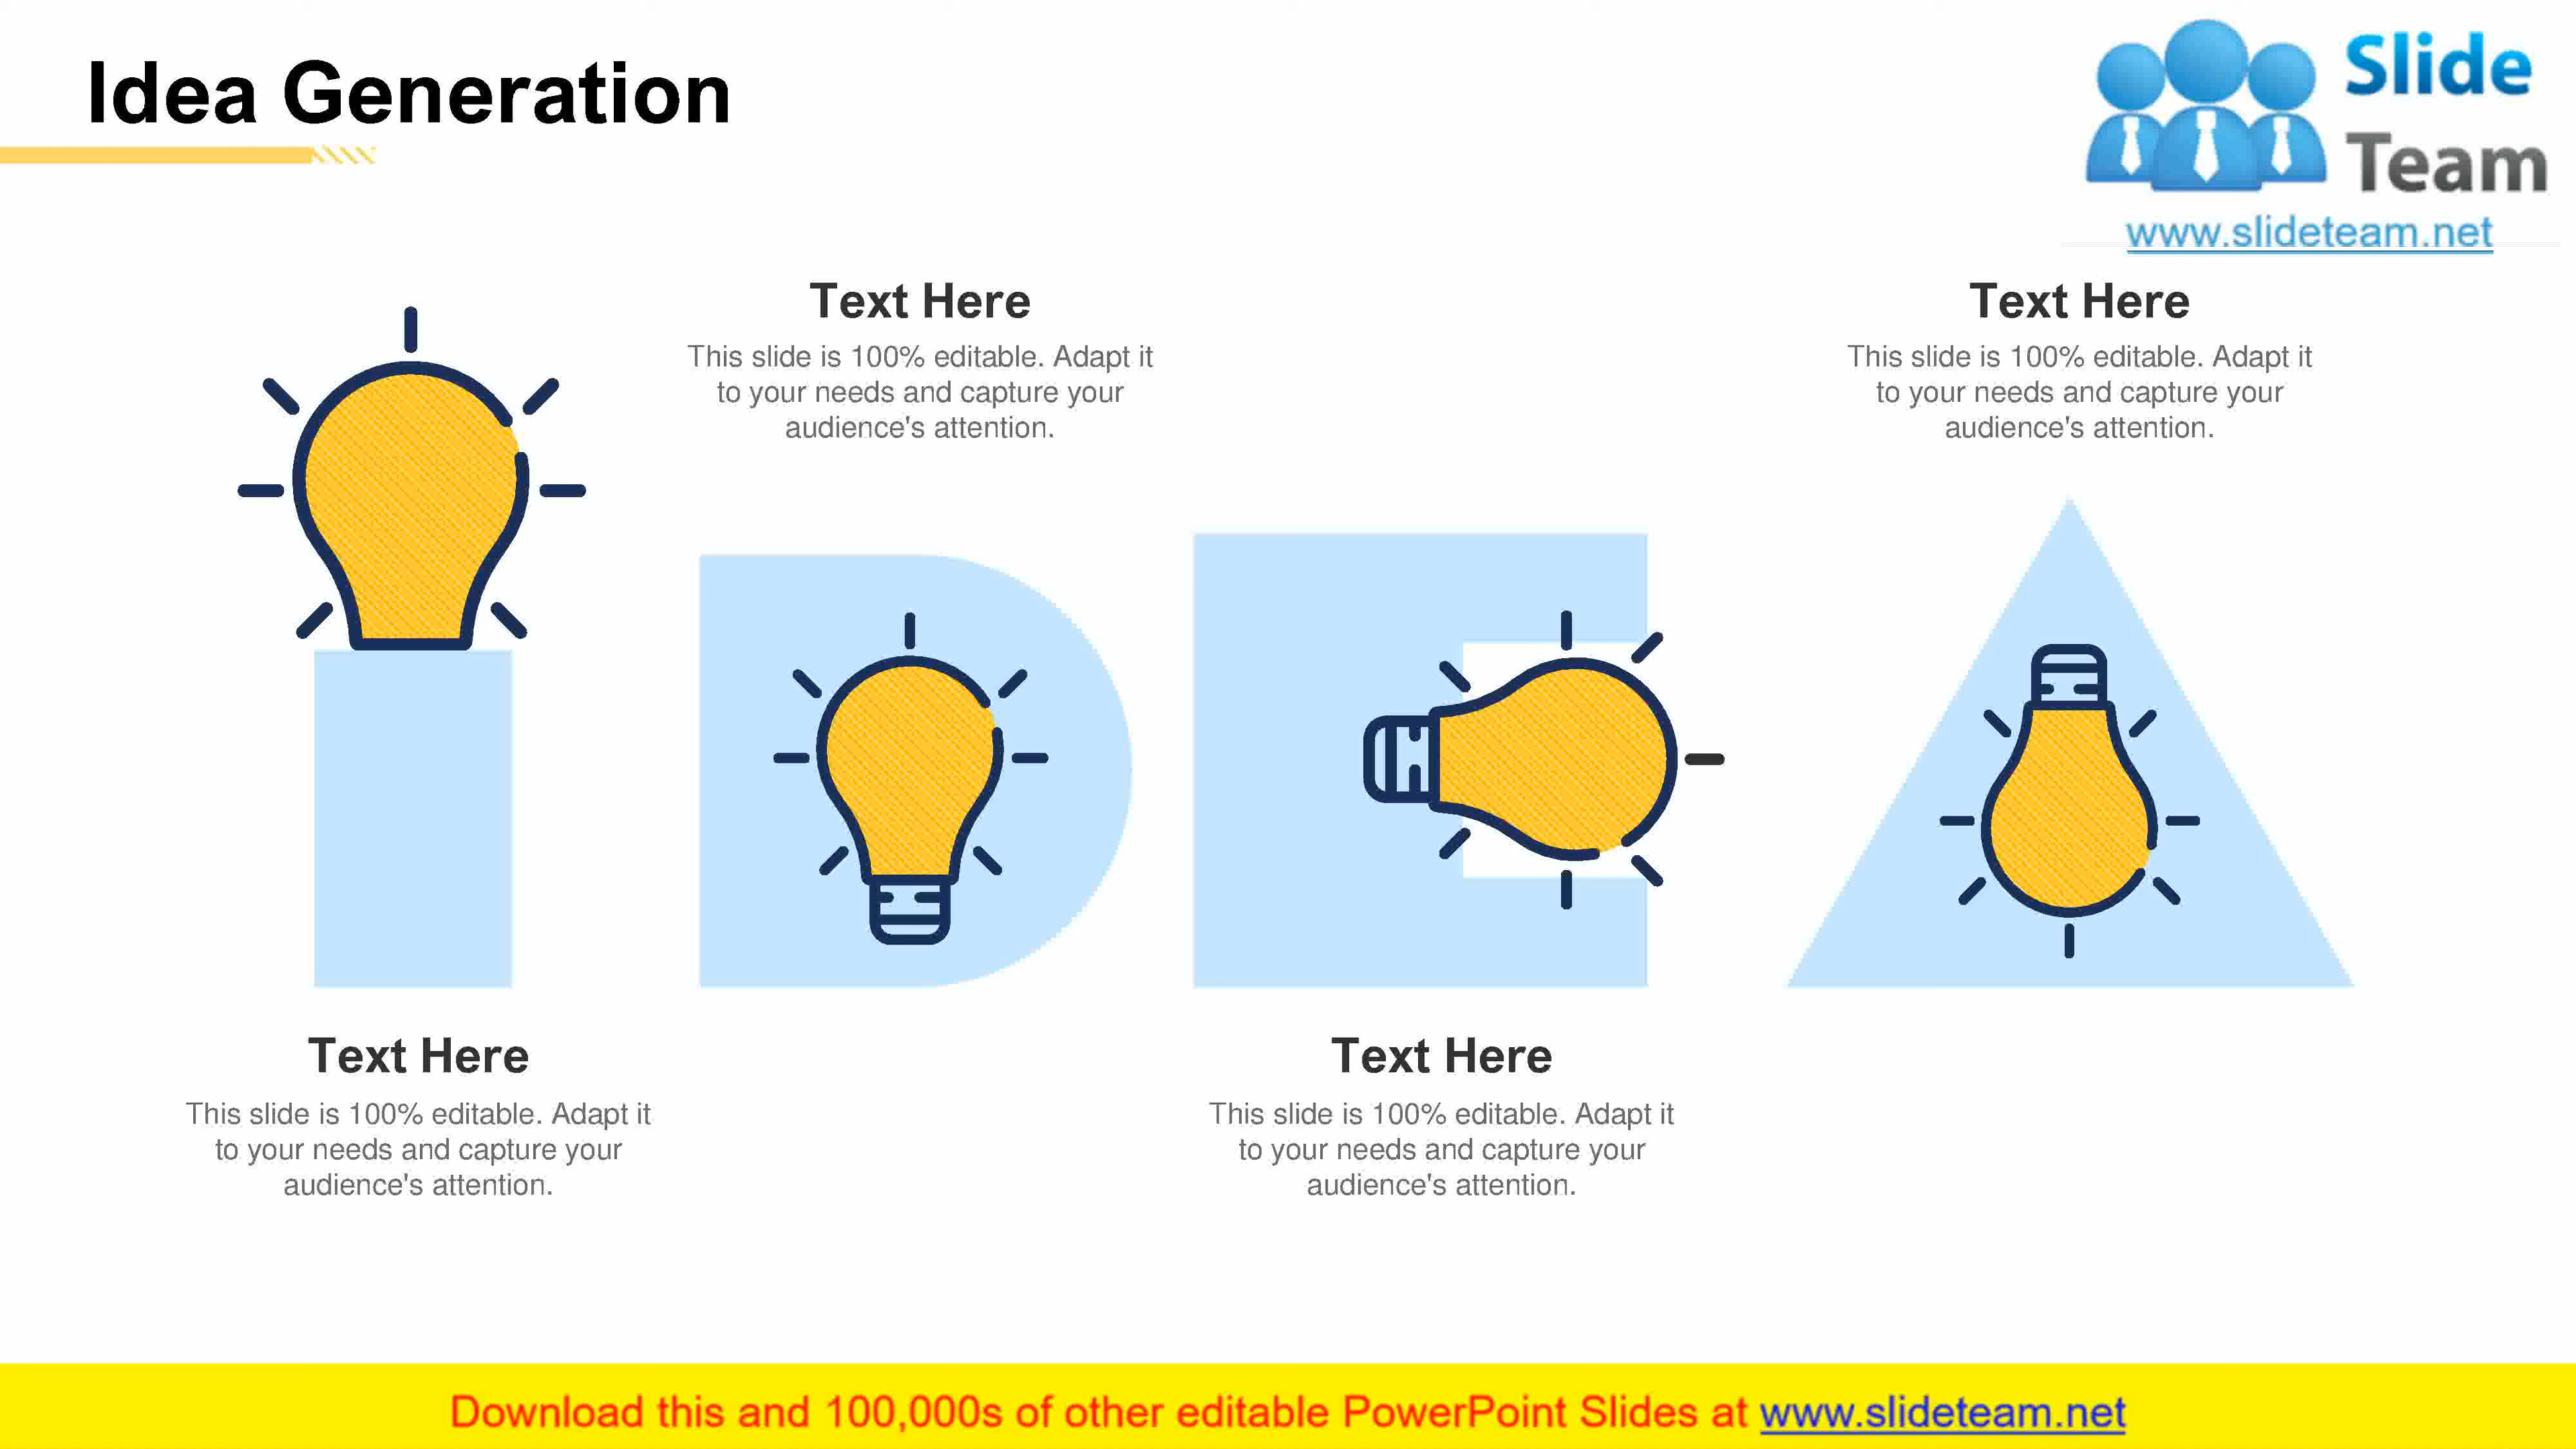 Idea Generation
Slide
Team
www.slideteam.net
Text Here
This slide is 100% editable. Adapt it
to your needs and capture your
audience's attention.
Text Here
This slide is 100% editable. Adapt it
to your needs and capture your
audience's attention.
Text Here
This slide is 100% editable. Adapt it
to your needs and capture your
audience's attention.
Text Here
This slide is 100% editable. Adapt it
to your needs and capture your
audience's attention.
Download this and 100,000s of other editable PowerPoint Slides at www.slideteam.net